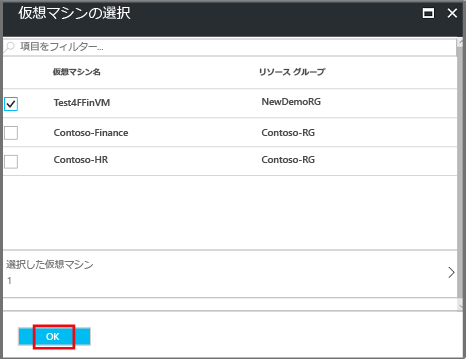 仮想マシンの選択
項目をフィルター...
仮想マシン名 リソース グループ
Test4FFinVM NewDemoRG
Contoso-Finance Contoso-RG
Contoso-HR Contoso-RG
選択した仮想マシン
1
OK